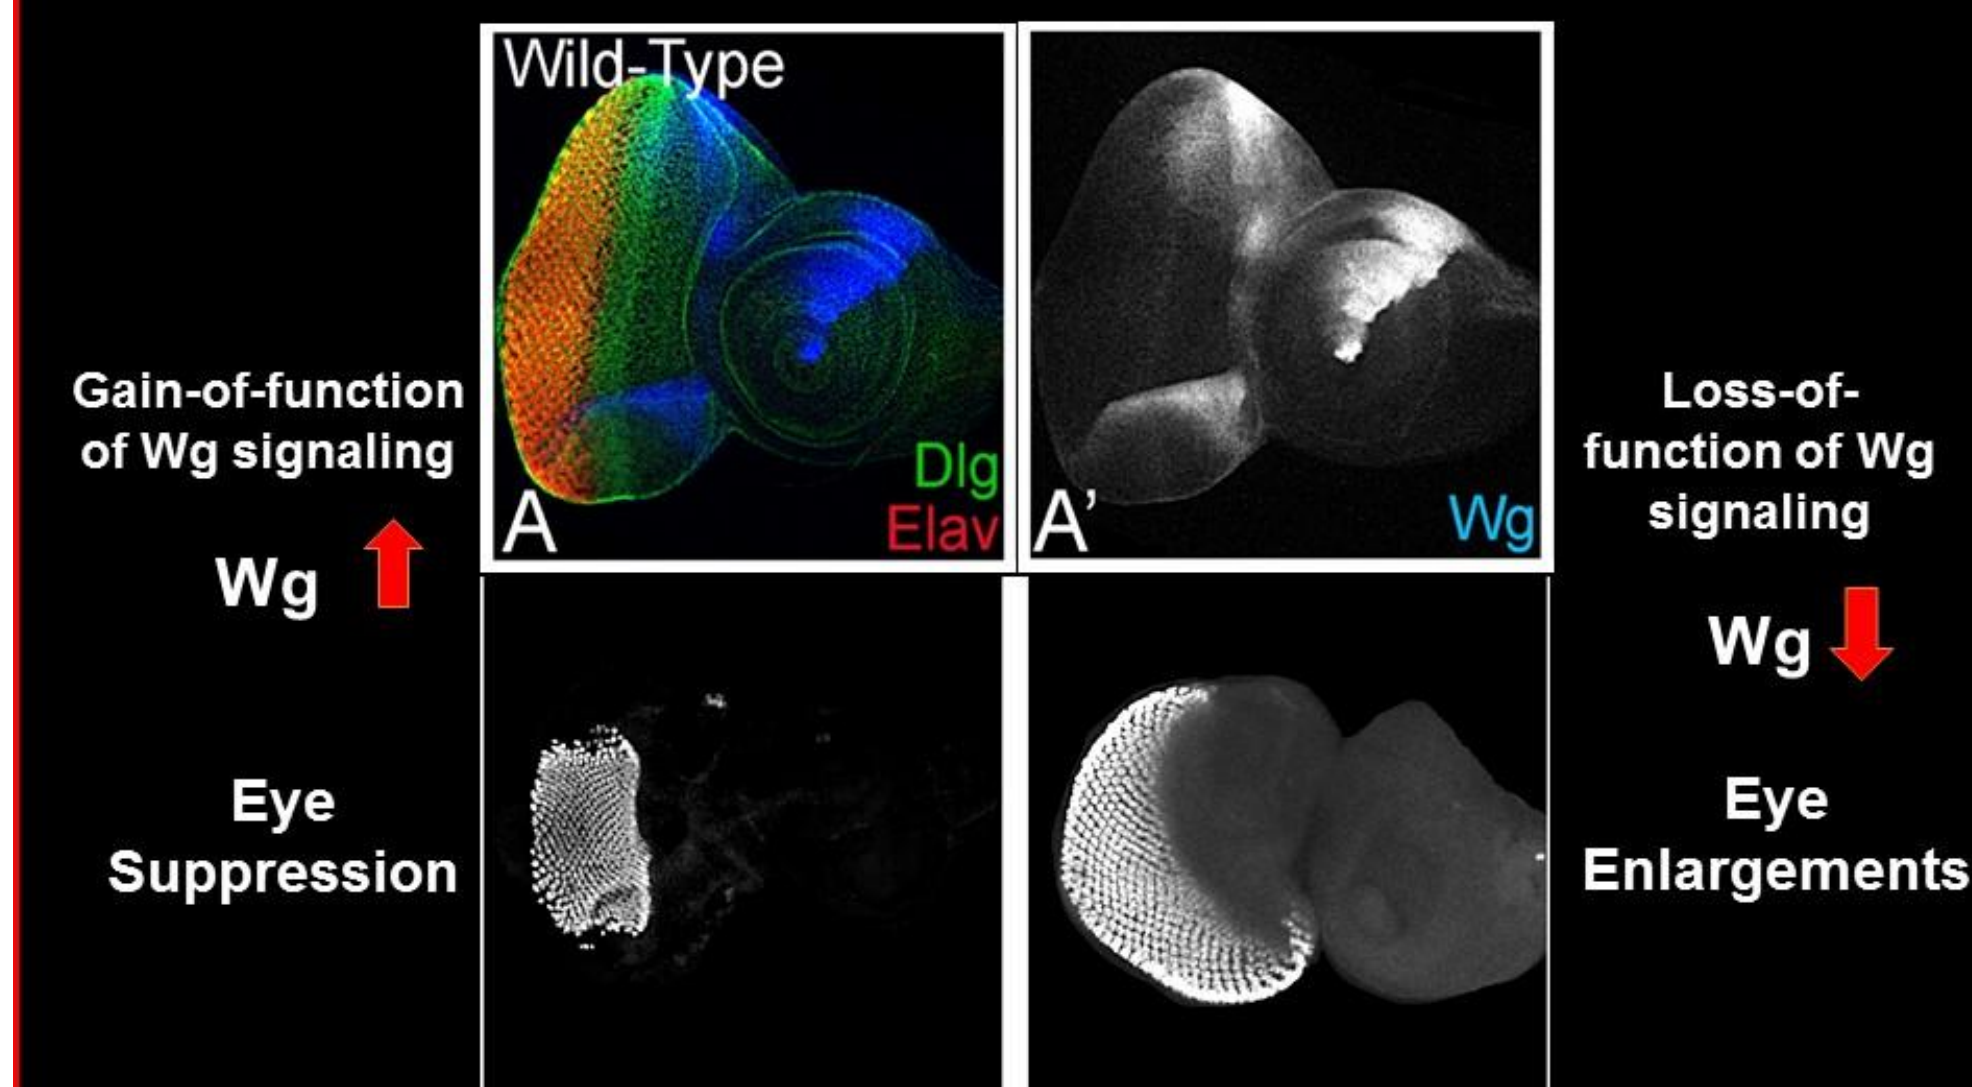 Wild-Type
Dlg
Elav
A
A’
Wg
Gain-of-function
of Wg signaling
Wg
Eye
Suppression
Loss-of-
function of Wg
signaling
Wg
Eye
Enlargements